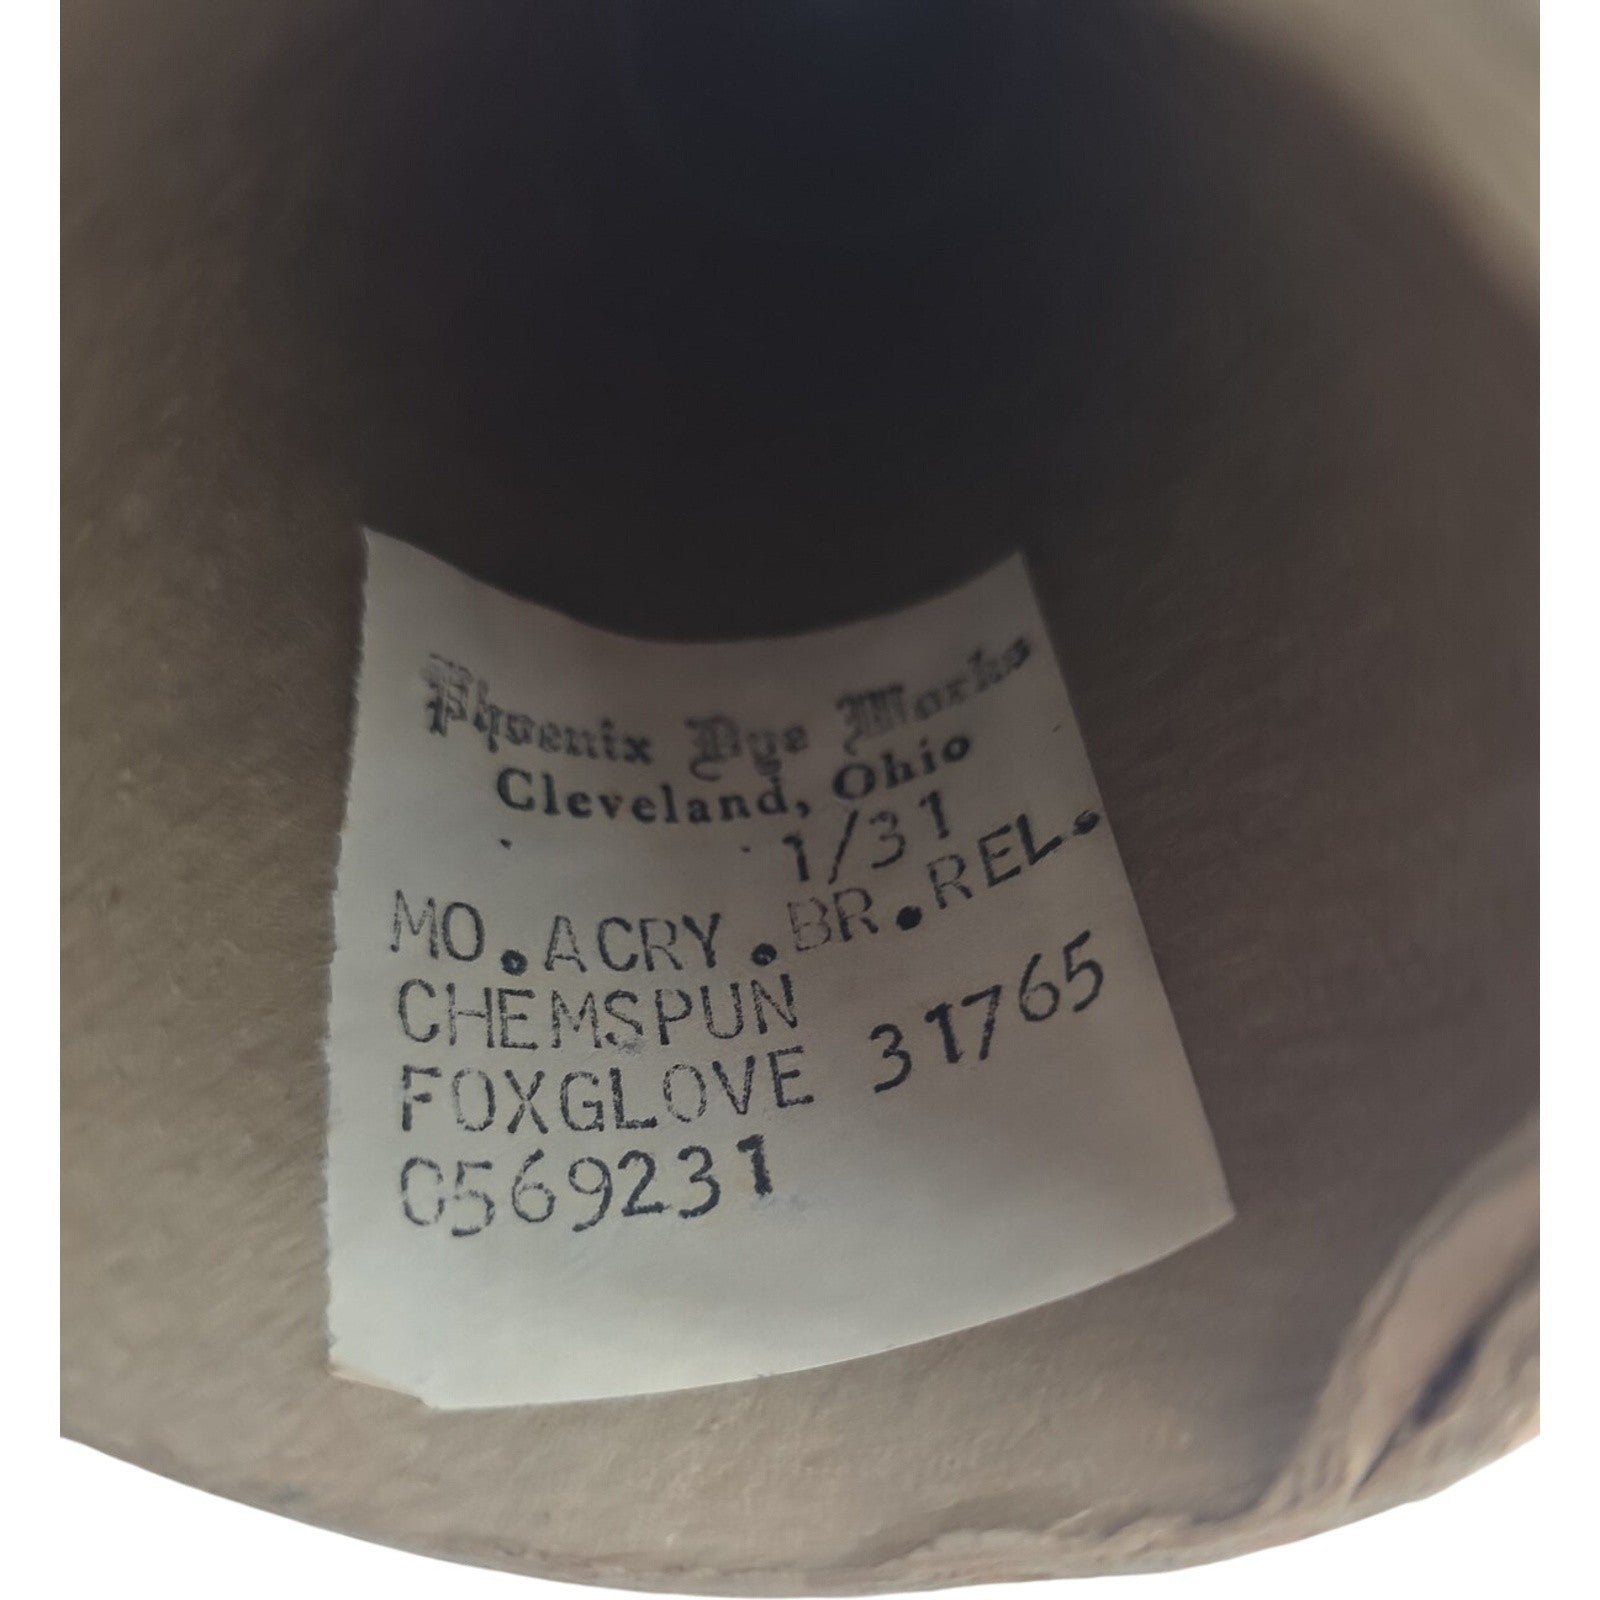 Phoenix Dye Works
Cleveland, Ohio
1/31
MO.ACRY.BR.REL.
CHEMSPUN
FOXGLOVE 31765
0569231